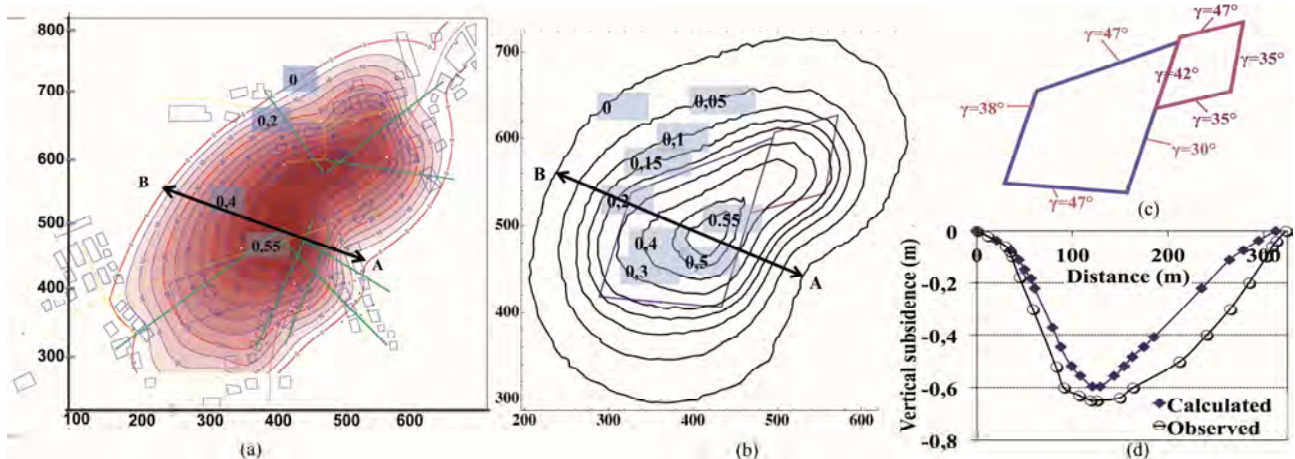 800
700
600
500
400
300
100
200
300
400
500
600
0
0,2
0,4
0,55
B
A
(a)
700
600
500
400
300
200
300
400
500
600
0
0,05
0,1
0,15
0,2
0,4
0,3
0,5
0.55
B
A
(b)
γ=47°
γ=47°
γ=42°
γ=35°
γ=38°
γ=35°
γ=30°
γ=47°
(c)
0
-0,2
-0,4
-0,6
-0,8
0
100
200
300
Distance (m)
Vertical subsidence (m)
Calculated
Observed
(d)